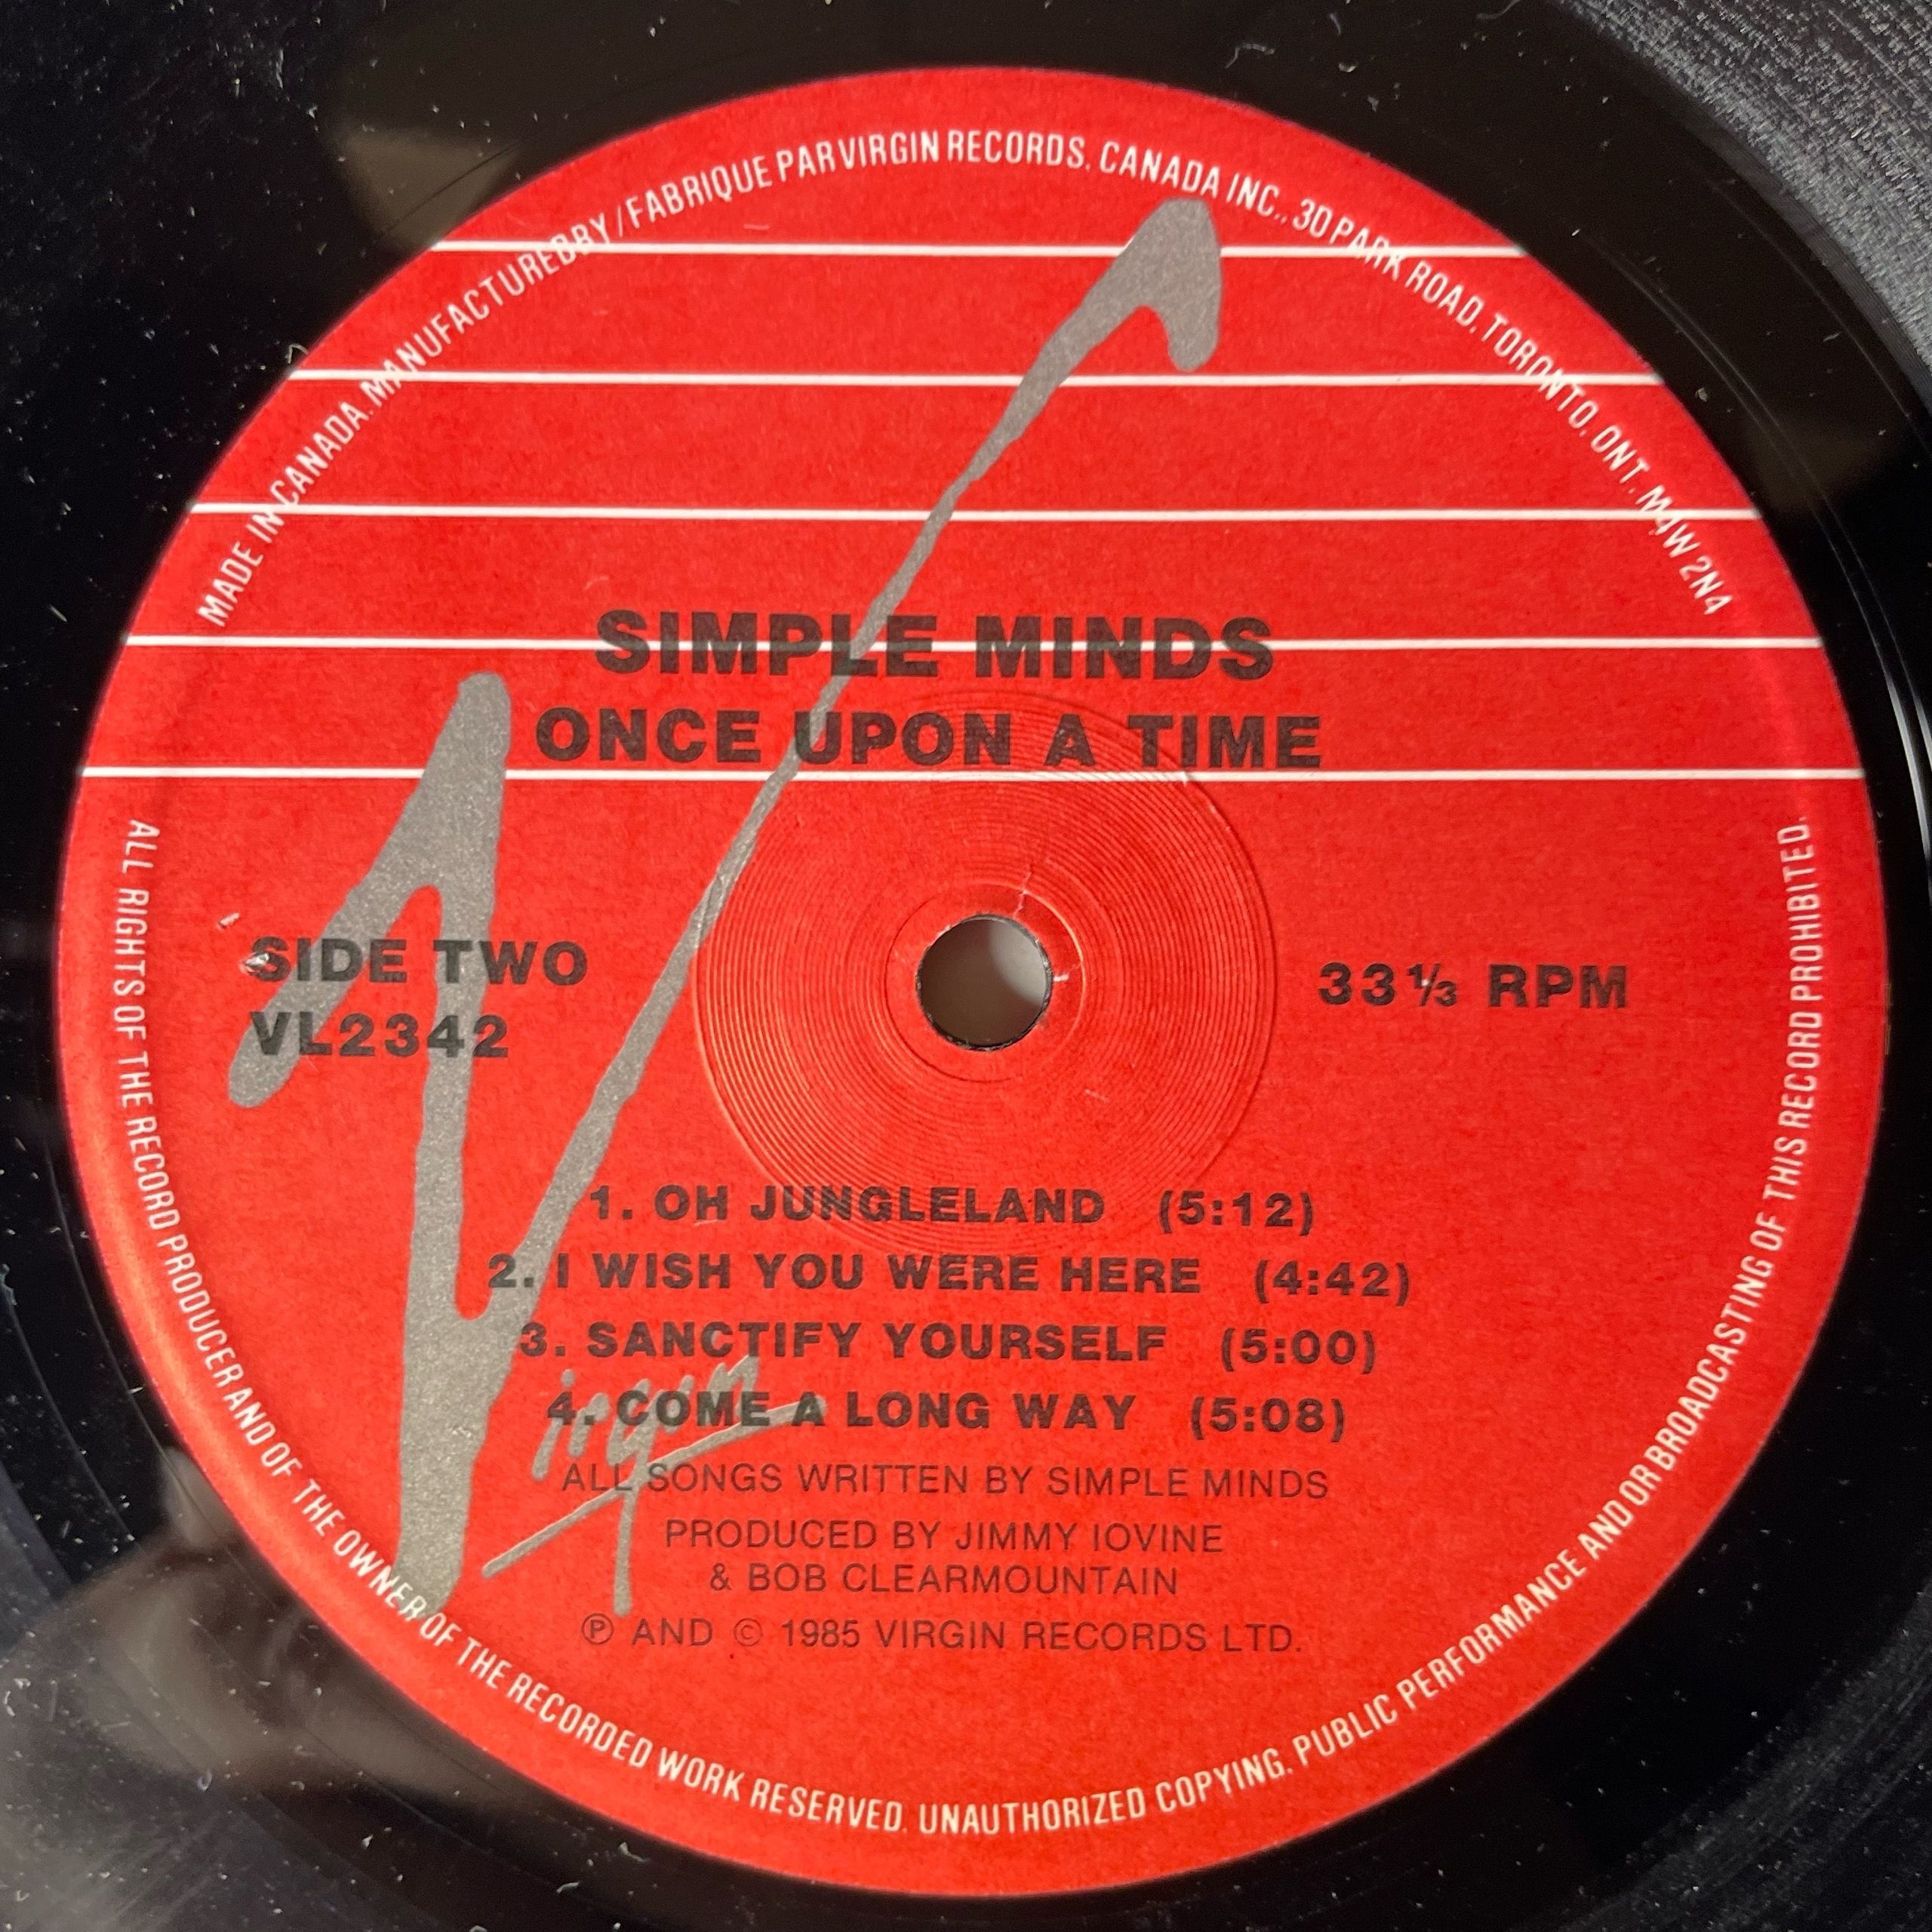 MADE IN CANADA. MANUFACTURED BY / FABRIQUE PAR VIRGIN RECORDS. CANADA INC., 30 PARK ROAD, TORONTO, ONT. M4W 2N4
SIMPLE MINDS
ONCE UPON A TIME
SIDE TWO
VL2342
33⅓ RPM
1. OH JUNGLELAND (5:12)
2. I WISH YOU WERE HERE (4:42)
3. SANCTIFY YOURSELF (5:00)
4. COME A LONG WAY (5:08)
Virgin
ALL SONGS WRITTEN BY SIMPLE MINDS
PRODUCED BY JIMMY IOVINE
& BOB CLEARMOUNTAIN
℗ AND © 1985 VIRGIN RECORDS LTD.
ALL RIGHTS OF THE RECORD PRODUCER AND OF THE OWNER OF THE RECORDED WORK RESERVED. UNAUTHORIZED COPYING. PUBLIC PERFORMANCE AND OR BROADCASTING OF THIS RECORD PROHIBITED.